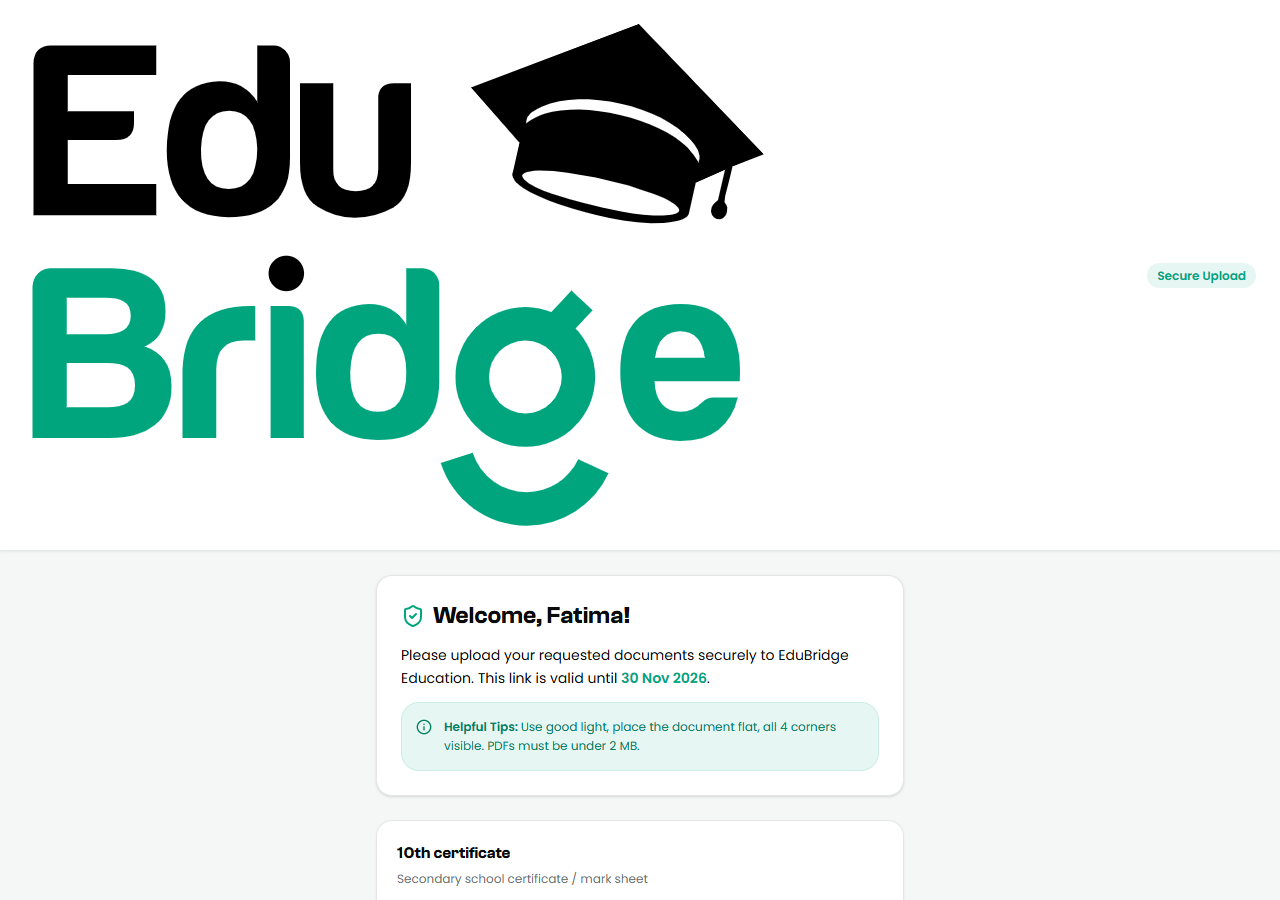 Edu
Bridge
Secure Upload
Welcome, Fatima!
Please upload your requested documents securely to EduBridge
Education. This link is valid until 30 Nov 2026.
Helpful Tips: Use good light, place the document flat, all 4 corners
visible. PDFs must be under 2 MB.
10th certificate
Secondary school certificate / mark sheet